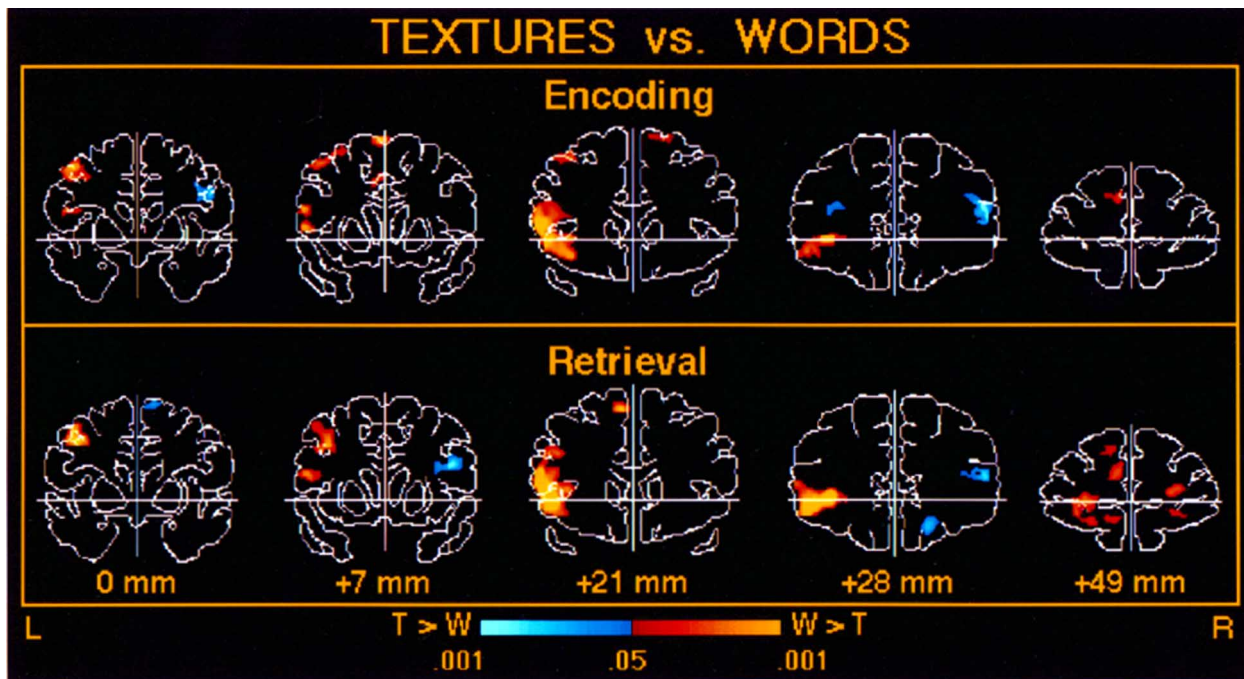 TEXTURES vs. WORDS
Encoding
Retrieval
0 mm +7 mm +21 mm +28 mm +49 mm
L T > W W > T R
.001 .05 .001